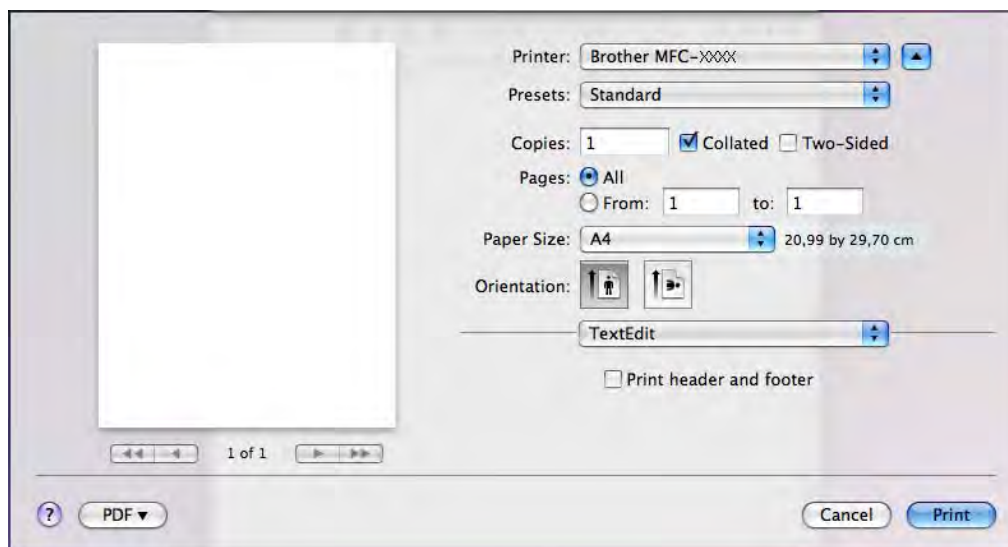 Printer: Brother MFC-XXXX
Presets: Standard
Copies: 1 Collated Two-Sided
Pages: All
From: 1 to: 1
Paper Size: A4 20,99 by 29,70 cm
Orientation:
TextEdit
Print header and footer
1 of 1
? PDF Cancel Print